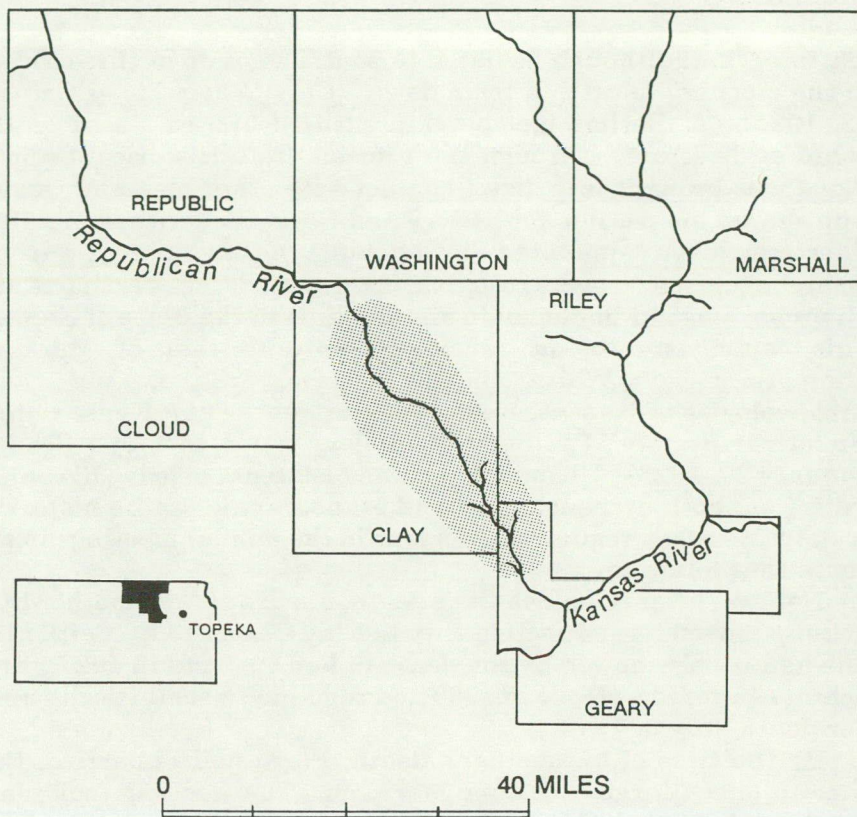 REPUBLIC
Republican River
WASHINGTON
MARSHALL
RILEY
CLOUD
CLAY
Kansas River
TOPEKA
GEARY
0 40 MILES